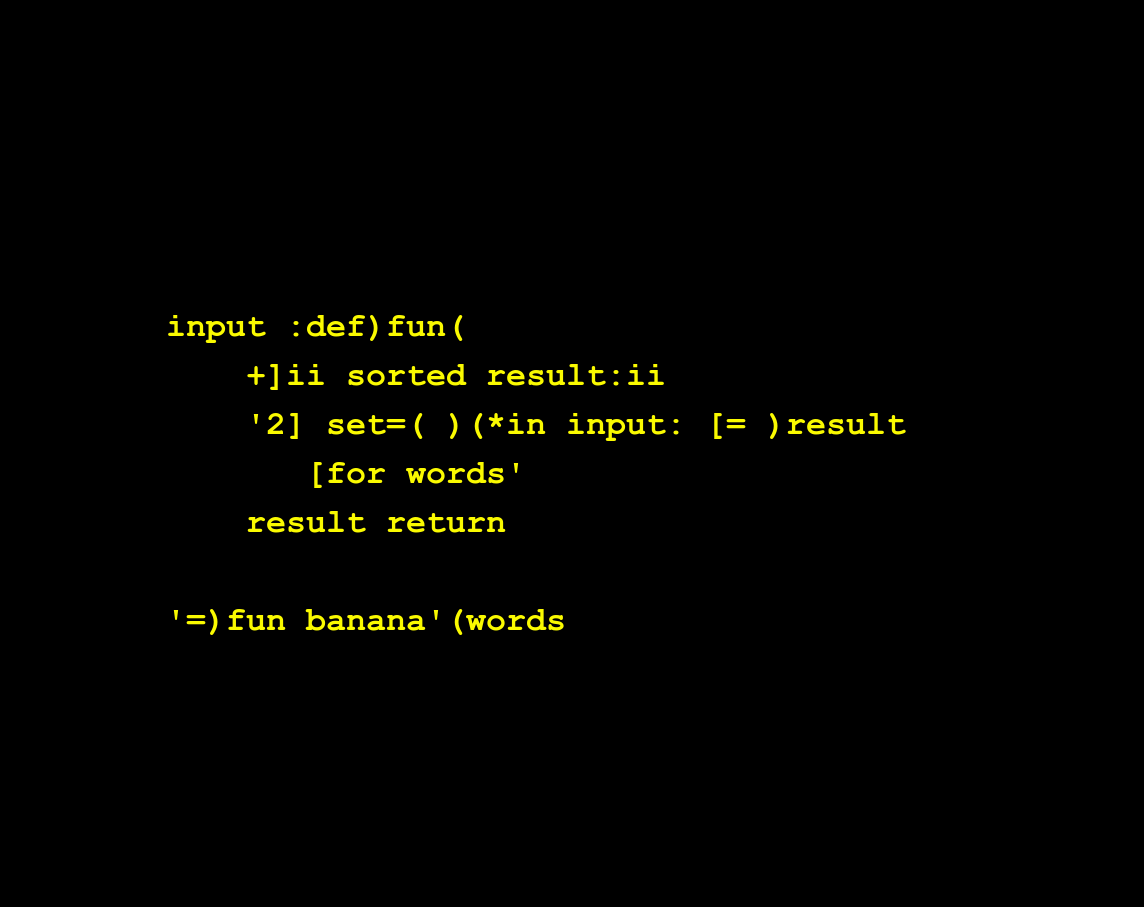 input :def)fun(
+]ii sorted result:ii
'2] set=( )(*in input: [= )result
[for words'
result return
'=)fun banana'(words